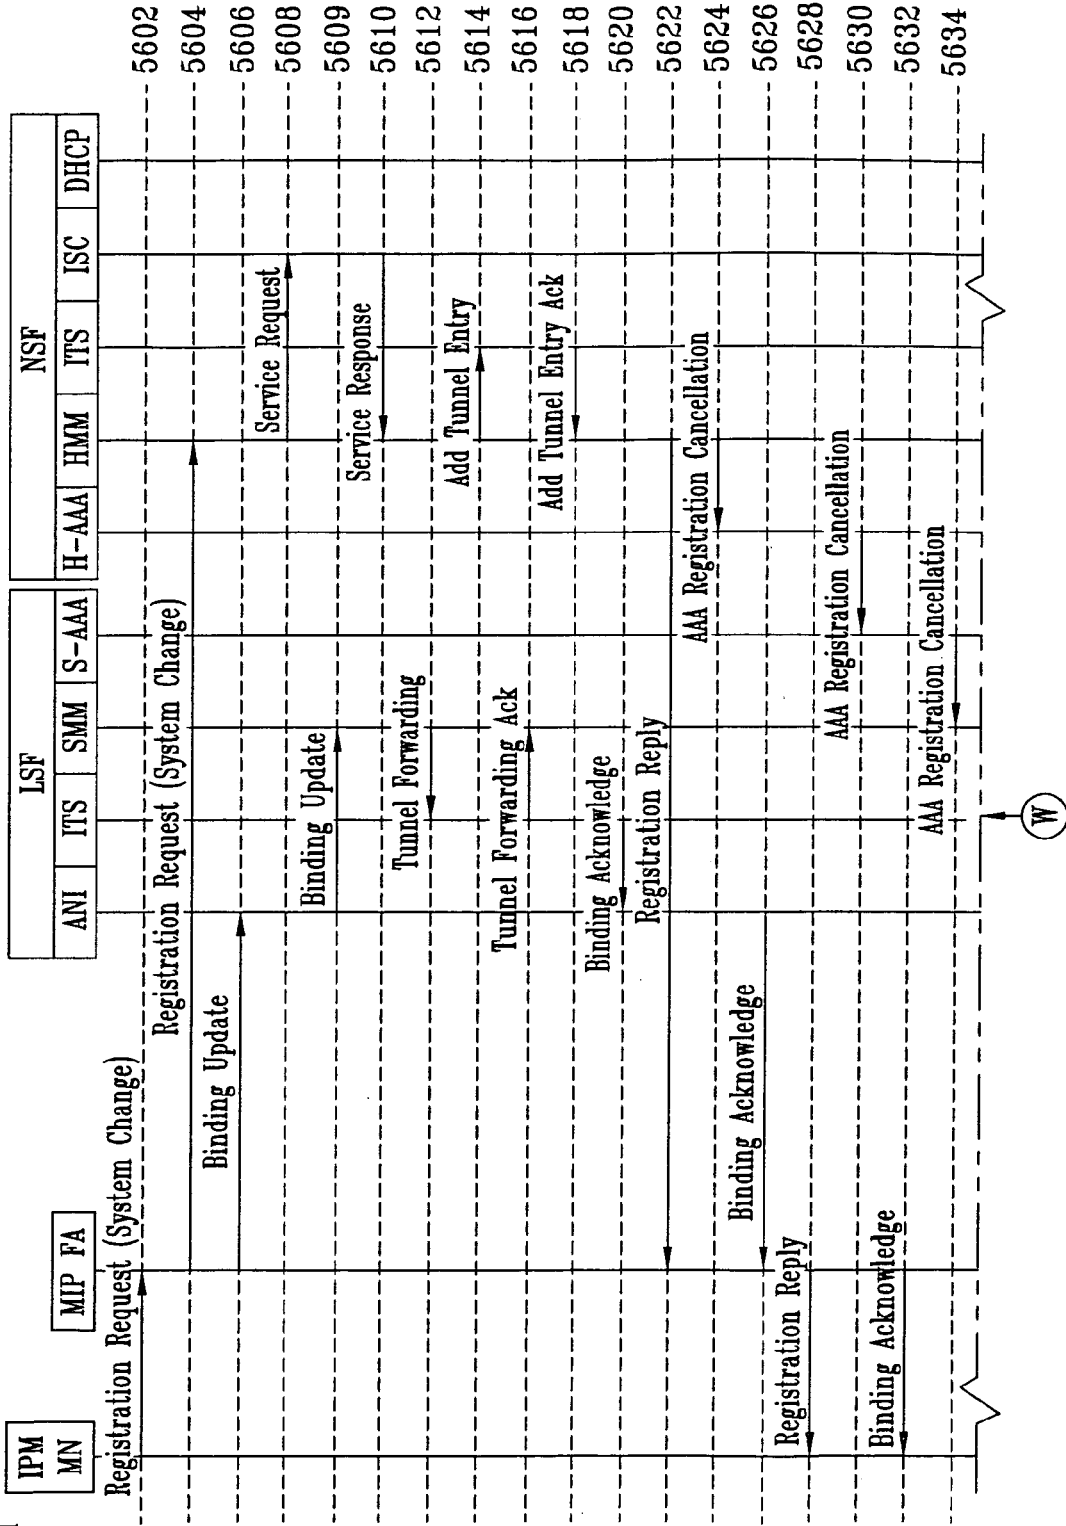 IPM
MN
MIP FA
LSF
ANI
ITS
SMM
S-AAA
NSF
H-AAA
HMM
ITS
ISC
DHCP
Registration Request (System Change)
5602
Registration Request (System Change)
5604
Binding Update
5606
Service Request
5608
Binding Update
5609
Service Response
5610
Tunnel Forwarding
5612
Add Tunnel Entry
5614
Tunnel Forwarding Ack
5616
Add Tunnel Entry Ack
5618
Binding Acknowledge
5620
Registration Reply
5622
AAA Registration Cancellation
5624
Binding Acknowledge
5626
Registration Reply
5628
AAA Registration Cancellation
5630
Binding Acknowledge
5632
AAA Registration Cancellation
5634
W